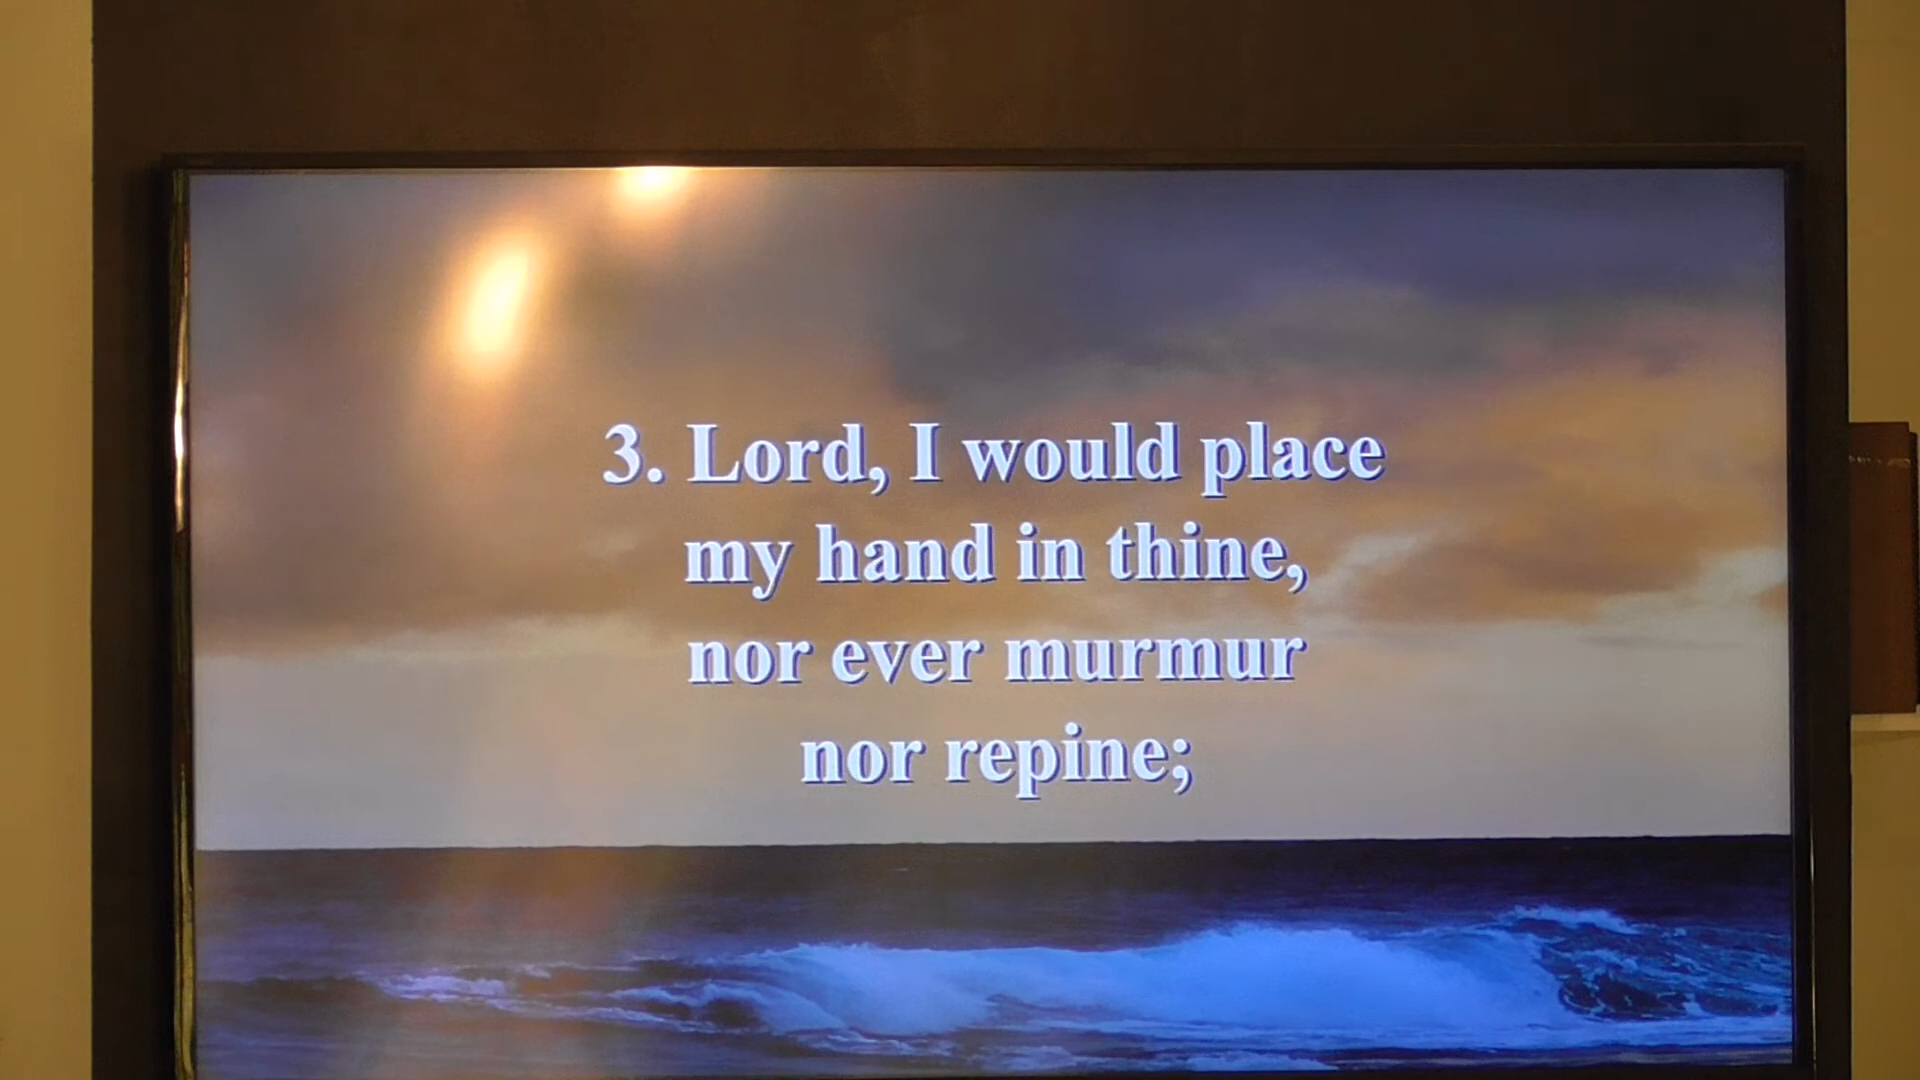 3. Lord, I would place
my hand in thine,
nor ever murmur
nor repine;